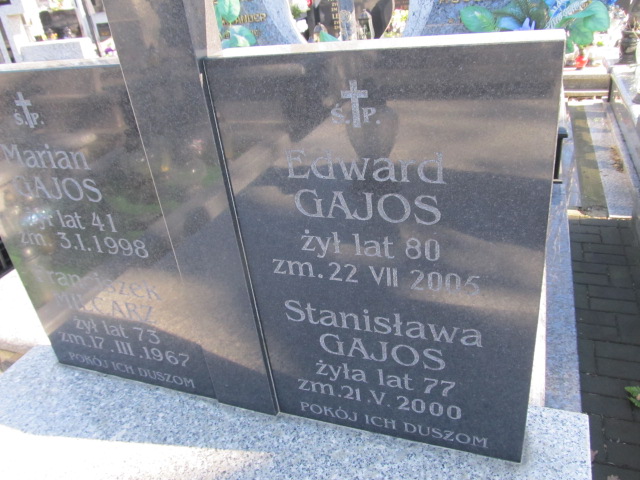 Ś.P.
Marian
GAJOS
żył lat 41
zm. 3.1.1998
Franciszek
żył lat 73
zm. 17. III. 1967
POKÓJ ICH DUSZOM
Ś.P.
Edward
GAJOS
żył lat 80
zm. 22 VII 2005
Stanisława
GAJOS
żyła lat 77
zm. 21. V. 2000
POKÓJ ICH DUSZOM